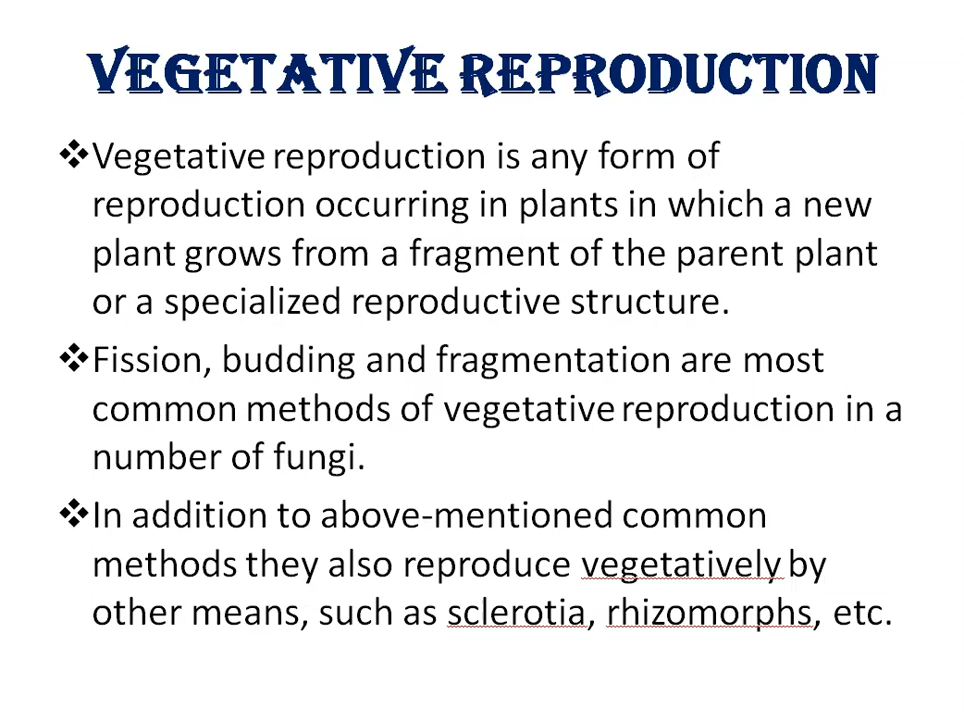 VEGETATIVE REPRODUCTION
❖Vegetative reproduction is any form of
reproduction occurring in plants in which a new
plant grows from a fragment of the parent plant
or a specialized reproductive structure.
❖Fission, budding and fragmentation are most
common methods of vegetative reproduction in a
number of fungi.
❖In addition to above-mentioned common
methods they also reproduce vegetatively by
other means, such as sclerotia, rhizomorphs, etc.